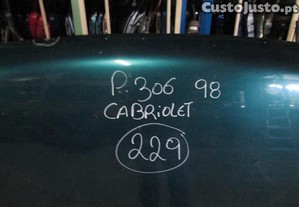 CustoJusto.pt
P. 306 98
CABRIOLET
229